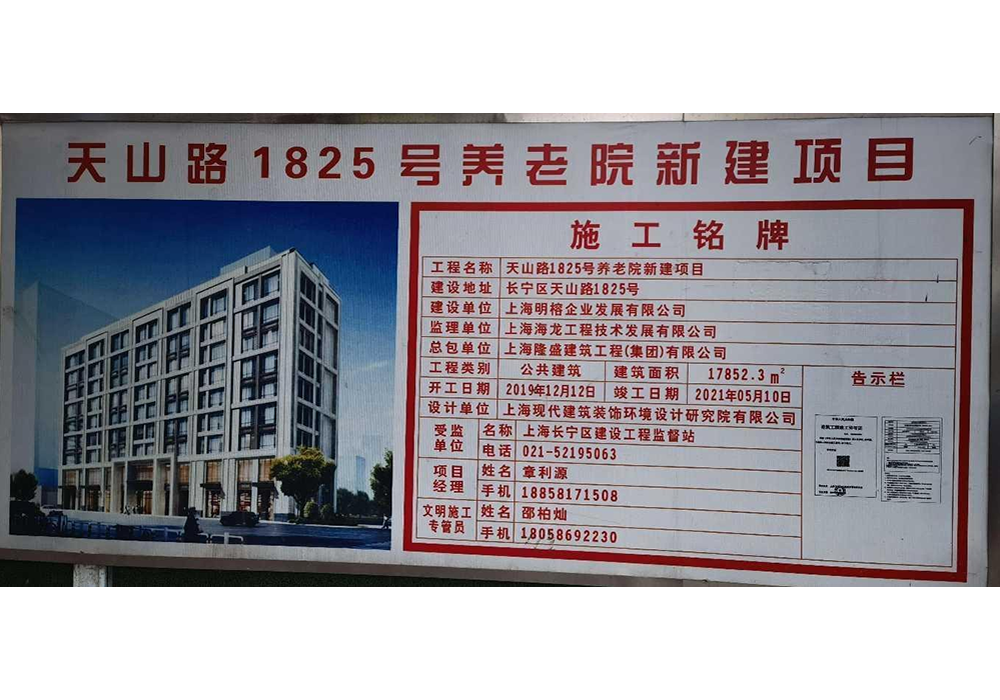 天山路1825号养老院新建项目
施工铭牌
工程名称 天山路1825号养老院新建项目
建设地址 长宁区天山路1825号
建设单位 上海明榕企业发展有限公司
监理单位 上海海龙工程技术发展有限公司
总包单位 上海隆盛建筑工程(集团)有限公司
工程类别 公共建筑 建筑面积 17852.3㎡
开工日期 2019年12月12日 竣工日期 2021年05月10日
设计单位 上海现代建筑装饰环境设计研究院有限公司
受监单位 名称 上海长宁区建设工程监督站
电话 021-52195063
项目经理 姓名 章利源
手机 18858171508
文明施工专管员 姓名 邵柏灿
手机 18058692230
告示栏